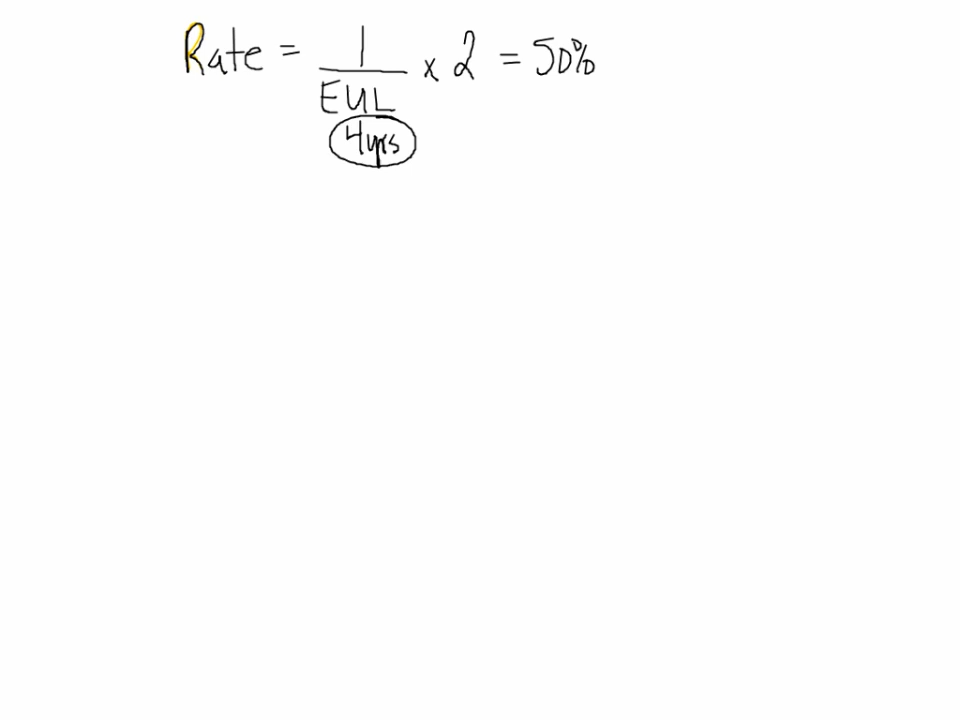 Rate = 1 / EUL × 2 = 50%
4yrs